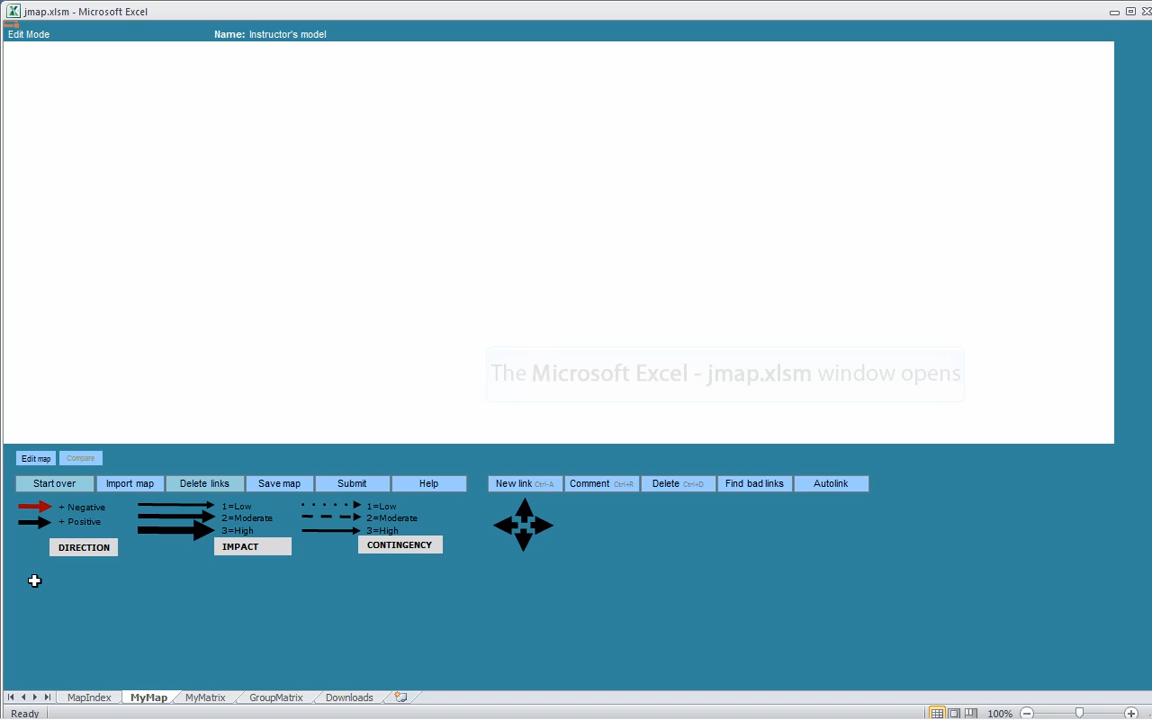 jmap.xlsm - Microsoft Excel
Edit Mode
Name: Instructor's model
The Microsoft Excel - jmap.xlsm window opens
Edit map Compare
Start over Import map Delete links Save map Submit Help New link Ctrl-A Comment Ctrl+R Delete Ctrl+D Find bad links Autolink
+ Negative 1=Low 1=Low
+ Positive 2=Moderate 2=Moderate
3=High 3=High
DIRECTION IMPACT CONTINGENCY
MapIndex MyMap MyMatrix GroupMatrix Downloads
Ready 100%